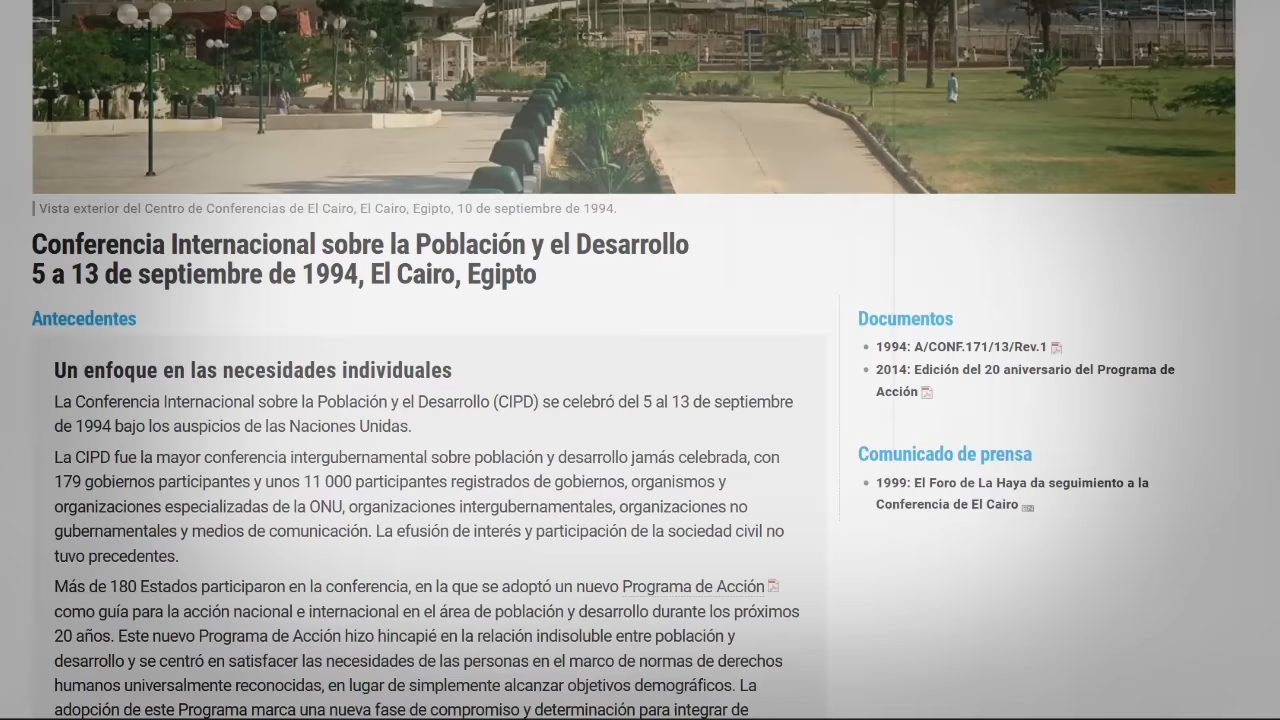 Vista exterior del Centro de Conferencias de El Cairo, El Cairo, Egipto, 10 de septiembre de 1994.
Conferencia Internacional sobre la Población y el Desarrollo
5 a 13 de septiembre de 1994, El Cairo, Egipto
Antecedentes
Un enfoque en las necesidades individuales
La Conferencia Internacional sobre la Población y el Desarrollo (CIPD) se celebró del 5 al 13 de septiembre
de 1994 bajo los auspicios de las Naciones Unidas.
La CIPD fue la mayor conferencia intergubernamental sobre población y desarrollo jamás celebrada, con
179 gobiernos participantes y unos 11 000 participantes registrados de gobiernos, organismos y
organizaciones especializadas de la ONU, organizaciones intergubernamentales, organizaciones no
gubernamentales y medios de comunicación. La efusión de interés y participación de la sociedad civil no
tuvo precedentes.
Más de 180 Estados participaron en la conferencia, en la que se adoptó un nuevo Programa de Acción
como guía para la acción nacional e internacional en el área de población y desarrollo durante los próximos
20 años. Este nuevo Programa de Acción hizo hincapié en la relación indisoluble entre población y
desarrollo y se centró en satisfacer las necesidades de las personas en el marco de normas de derechos
humanos universalmente reconocidas, en lugar de simplemente alcanzar objetivos demográficos. La
adopción de este Programa marca una nueva fase de compromiso y determinación para integrar de
Documentos
1994: A/CONF.171/13/Rev.1
2014: Edición del 20 aniversario del Programa de
Acción
Comunicado de prensa
1999: El Foro de La Haya da seguimiento a la
Conferencia de El Cairo